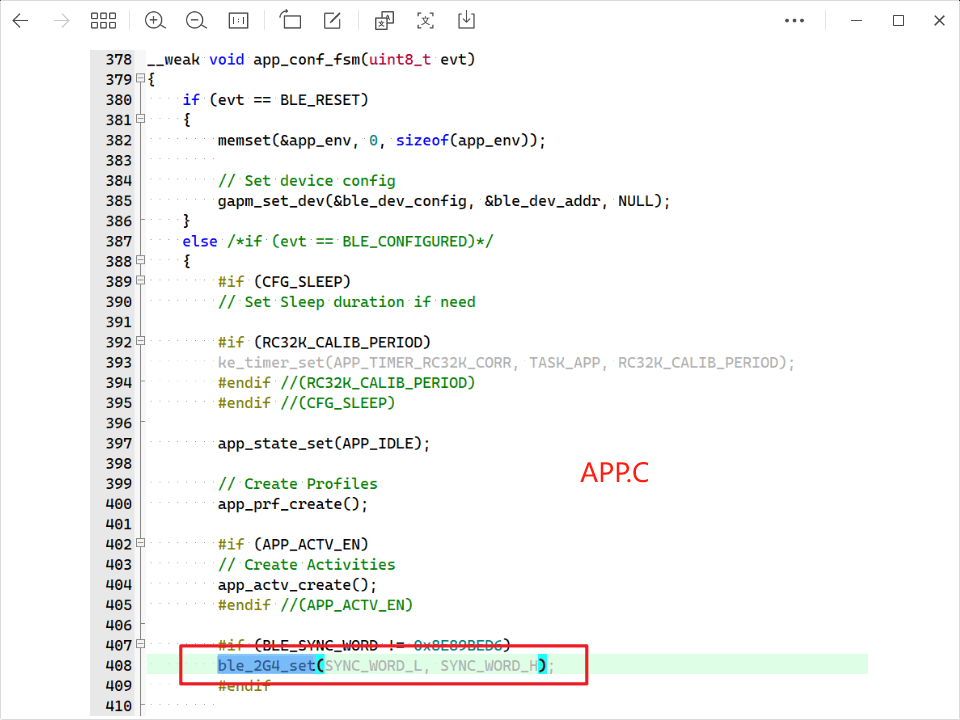 378 __weak void app_conf_fsm(uint8_t evt)
379 {
380 if (evt == BLE_RESET)
381 {
382 memset(&app_env, 0, sizeof(app_env));
383
384 // Set device config
385 gapm_set_dev(&ble_dev_config, &ble_dev_addr, NULL);
386 }
387 else /*if (evt == BLE_CONFIGURED)*/
388 {
389 #if (CFG_SLEEP)
390 // Set Sleep duration if need
391
392 #if (RC32K_CALIB_PERIOD)
393 ke_timer_set(APP_TIMER_RC32K_CORR, TASK_APP, RC32K_CALIB_PERIOD);
394 #endif //(RC32K_CALIB_PERIOD)
395 #endif //(CFG_SLEEP)
396
397 app_state_set(APP_IDLE);
398
APP.C
399 // Create Profiles
400 app_prf_create();
401
402 #if (APP_ACTV_EN)
403 // Create Activities
404 app_actv_create();
405 #endif //(APP_ACTV_EN)
406
407 #if (BLE_SYNC_WORD != 0x8E89BED6)
408 ble_2G4_set(SYNC_WORD_L, SYNC_WORD_H);
409 #endif
410